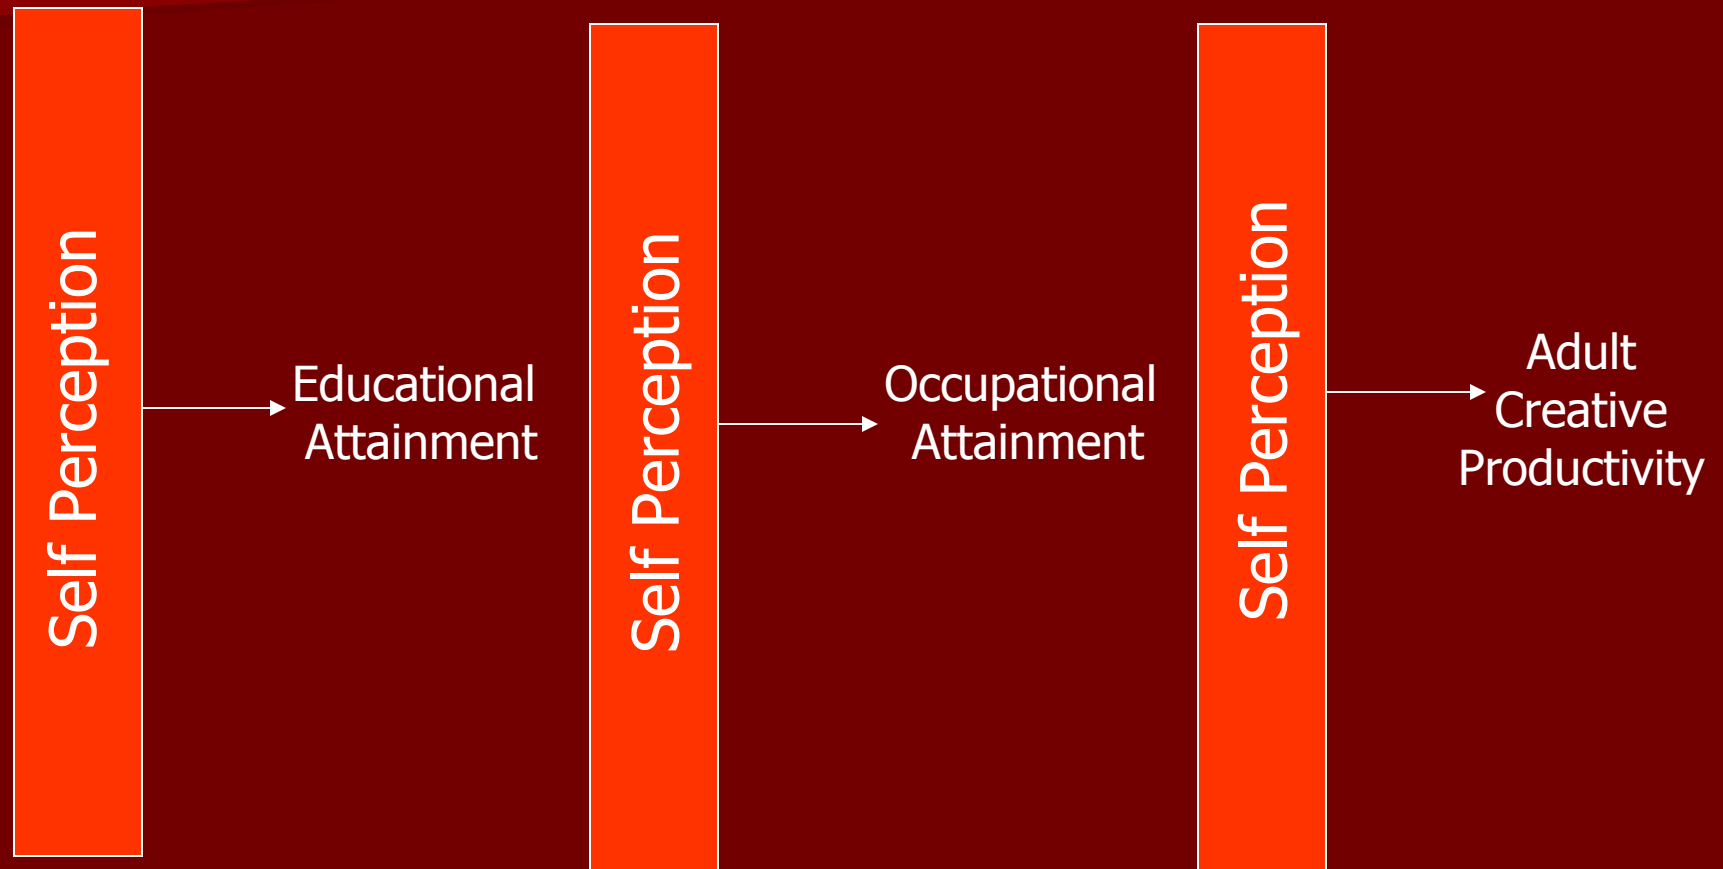 Self Perception
Educational
Attainment
Self Perception
Occupational
Attainment
Self Perception
Adult
Creative
Productivity